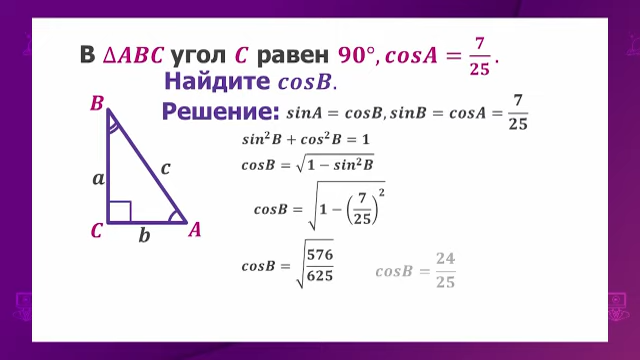 В ∆ABC угол C равен 90°, cosA = 7/25.
Найдите cosB.
Решение: sinA = cosB, sinB = cosA = 7/25
sin²B + cos²B = 1
cosB = √(1 − sin²B)
cosB = √(1 − (7/25)²)
cosB = √(576/625) cosB = 24/25
B
a
c
C
b
A